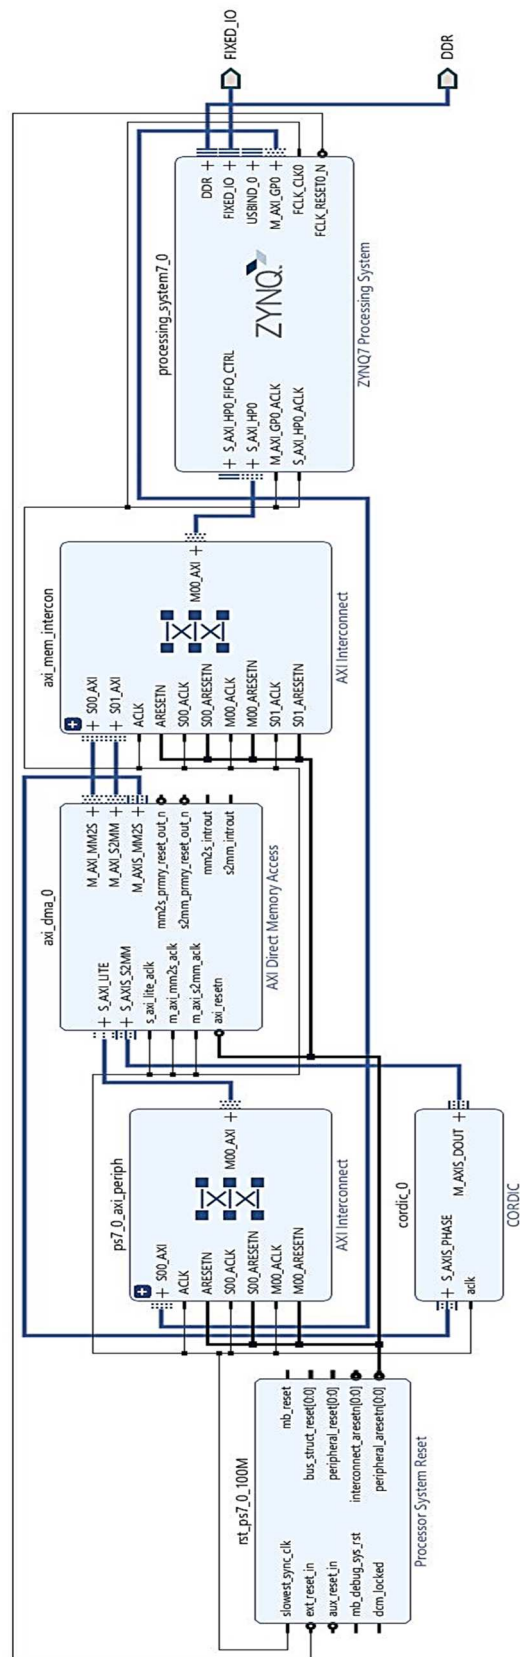 rst_ps7_0_100M
slowest_sync_clk
ext_reset_in
aux_reset_in
mb_debug_sys_rst
dcm_locked
mb_reset
bus_struct_reset[0:0]
peripheral_reset[0:0]
interconnect_aresetn[0:0]
peripheral_aresetn[0:0]
Processor System Reset
ps7_0_axi_periph
S00_AXI
ACLK
ARESETN
S00_ACLK
S00_ARESETN
M00_ACLK
M00_ARESETN
M00_AXI
AXI Interconnect
cordic_0
S_AXIS_PHASE
aclk
M_AXIS_DOUT
CORDIC
axi_dma_0
S_AXI_LITE
S_AXIS_S2MM
s_axi_lite_aclk
m_axi_mm2s_aclk
m_axi_s2mm_aclk
axi_resetn
M_AXI_MM2S
M_AXI_S2MM
M_AXIS_MM2S
mm2s_prmry_reset_out_n
s2mm_prmry_reset_out_n
mm2s_introut
s2mm_introut
AXI Direct Memory Access
axi_mem_intercon
S00_AXI
S01_AXI
ACLK
ARESETN
S00_ACLK
S00_ARESETN
M00_ACLK
M00_ARESETN
S01_ACLK
S01_ARESETN
M00_AXI
AXI Interconnect
processing_system7_0
S_AXI_HP0_FIFO_CTRL
S_AXI_HP0
M_AXI_GP0_ACLK
S_AXI_HP0_ACLK
ZYNQ
DDR
FIXED_IO
USBIND_0
M_AXI_GP0
FCLK_CLK0
FCLK_RESET0_N
ZYNQ7 Processing System
FIXED_IO
DDR